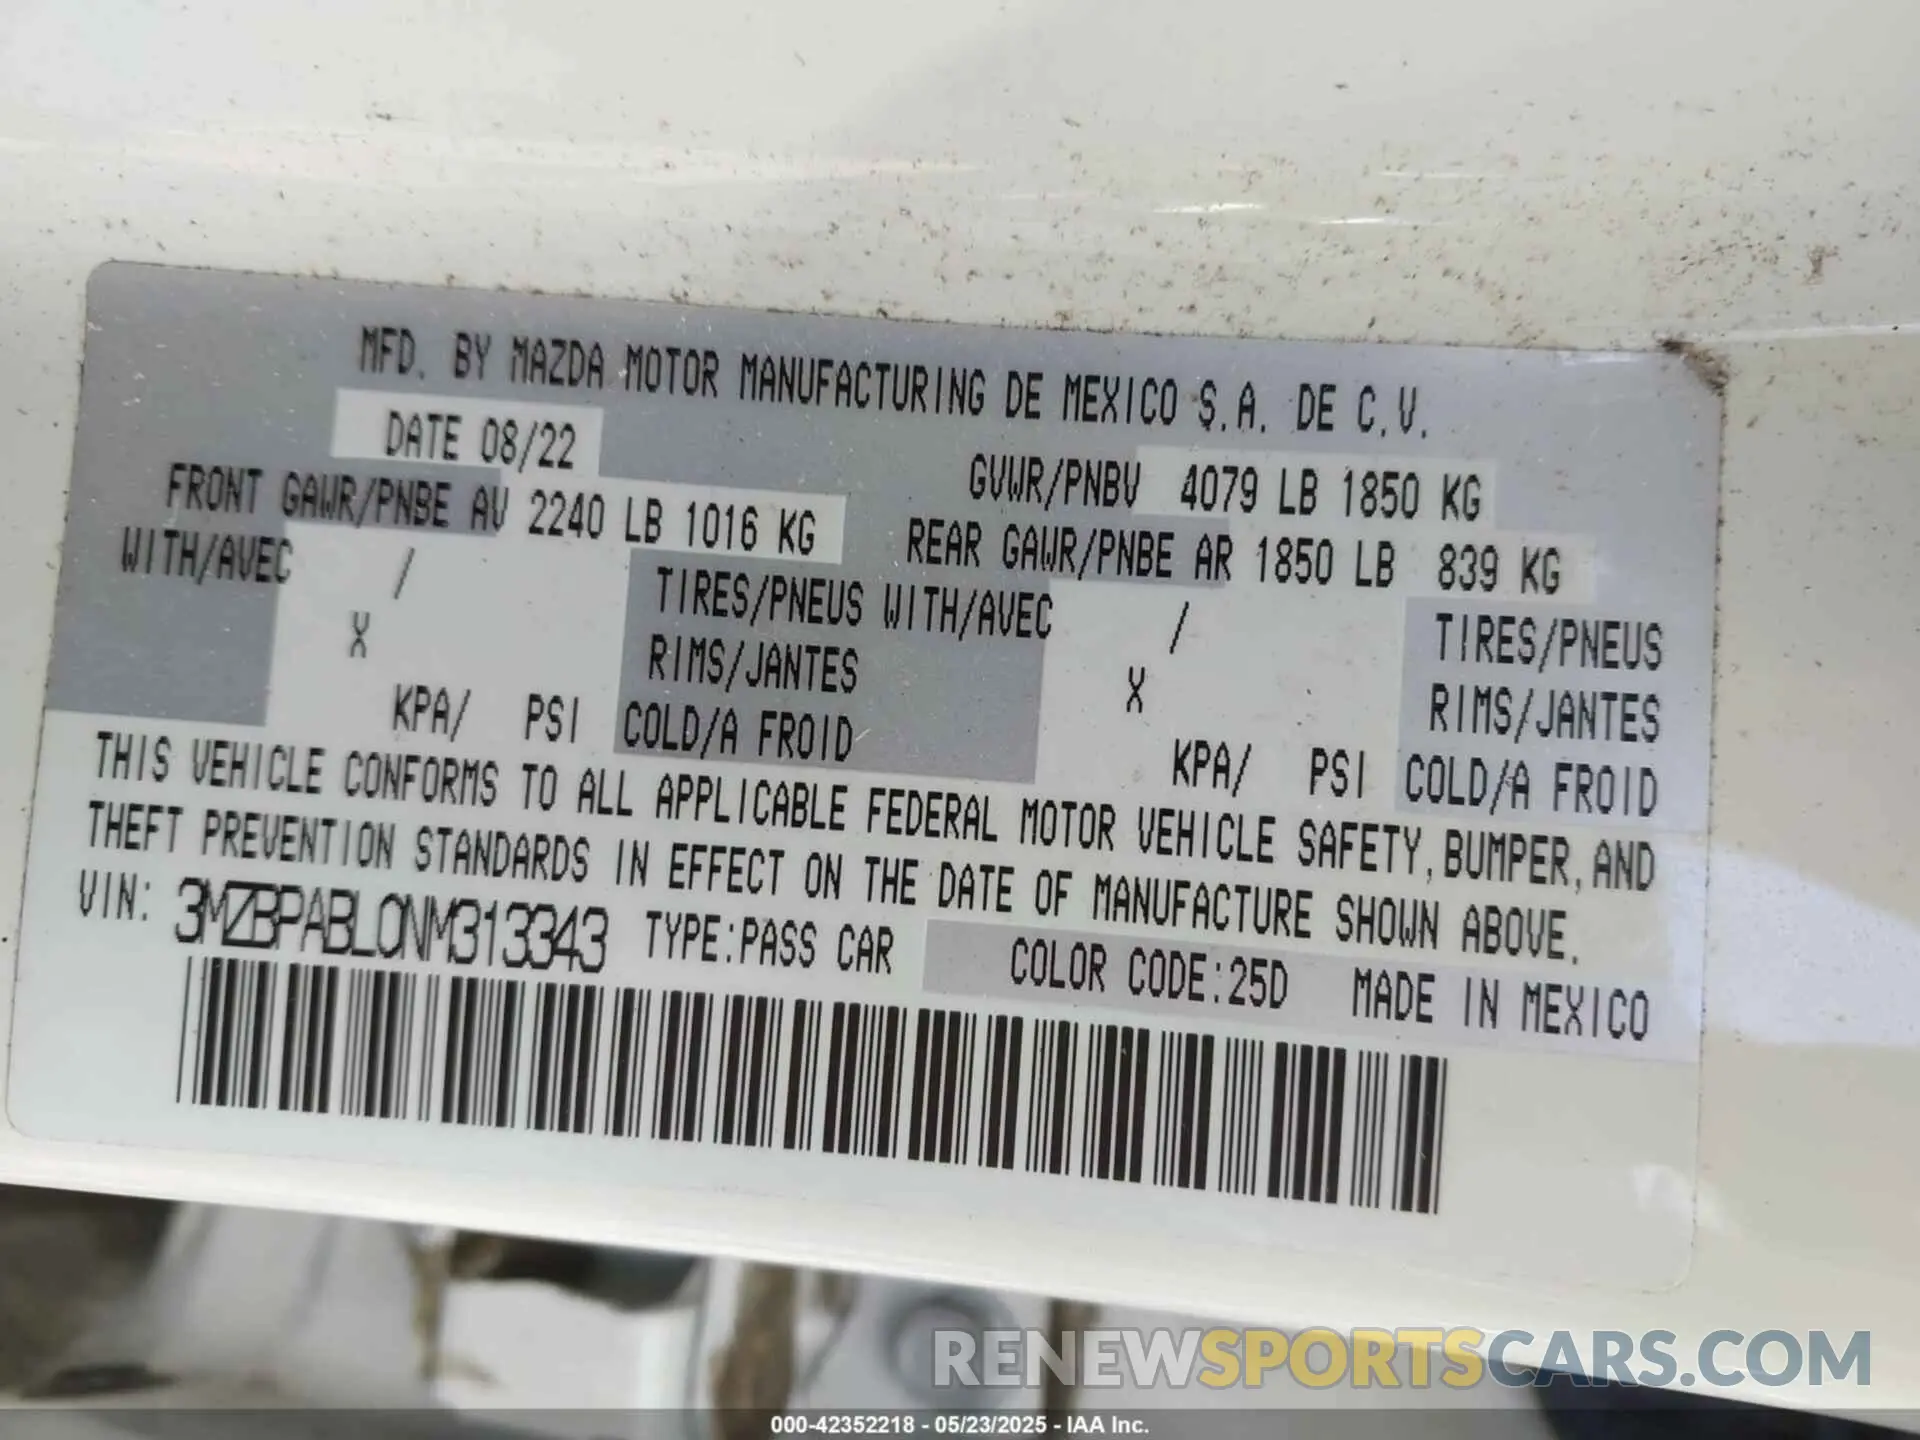 MFD. BY MAZDA MOTOR MANUFACTURING DE MEXICO S.A. DE C.V.
DATE 08/22 GVWR/PNBV 4079 LB 1850 KG
FRONT GAWR/PNBE AV 2240 LB 1016 KG REAR GAWR/PNBE AR 1850 LB 839 KG
WITH/AVEC / TIRES/PNEUS WITH/AVEC / TIRES/PNEUS
X RIMS/JANTES X RIMS/JANTES
KPA/ PSI COLD/A FROID KPA/ PSI COLD/A FROID
THIS VEHICLE CONFORMS TO ALL APPLICABLE FEDERAL MOTOR VEHICLE SAFETY, BUMPER, AND
THEFT PREVENTION STANDARDS IN EFFECT ON THE DATE OF MANUFACTURE SHOWN ABOVE.
VIN: 3MZBPABL0NM313343 TYPE:PASS CAR COLOR CODE:25D MADE IN MEXICO
RENEWSPORTSCARS.COM
000-42352218 - 05/23/2025 - IAA Inc.